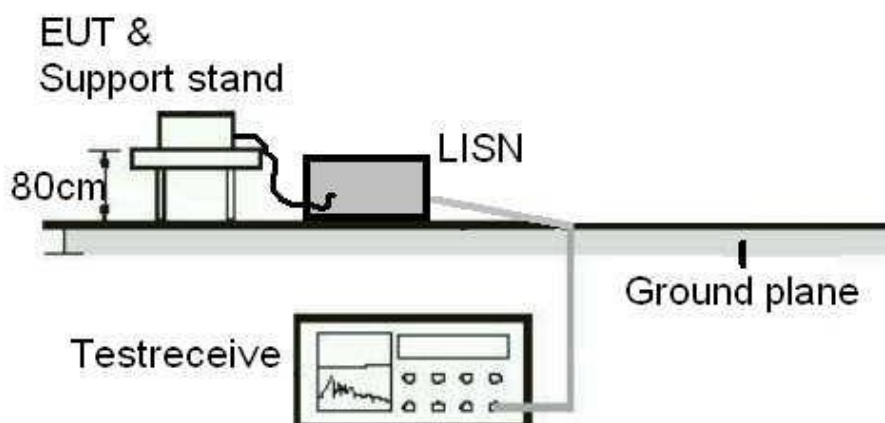 EUT &
Support stand
LISN
80cm
Ground plane
Testreceive